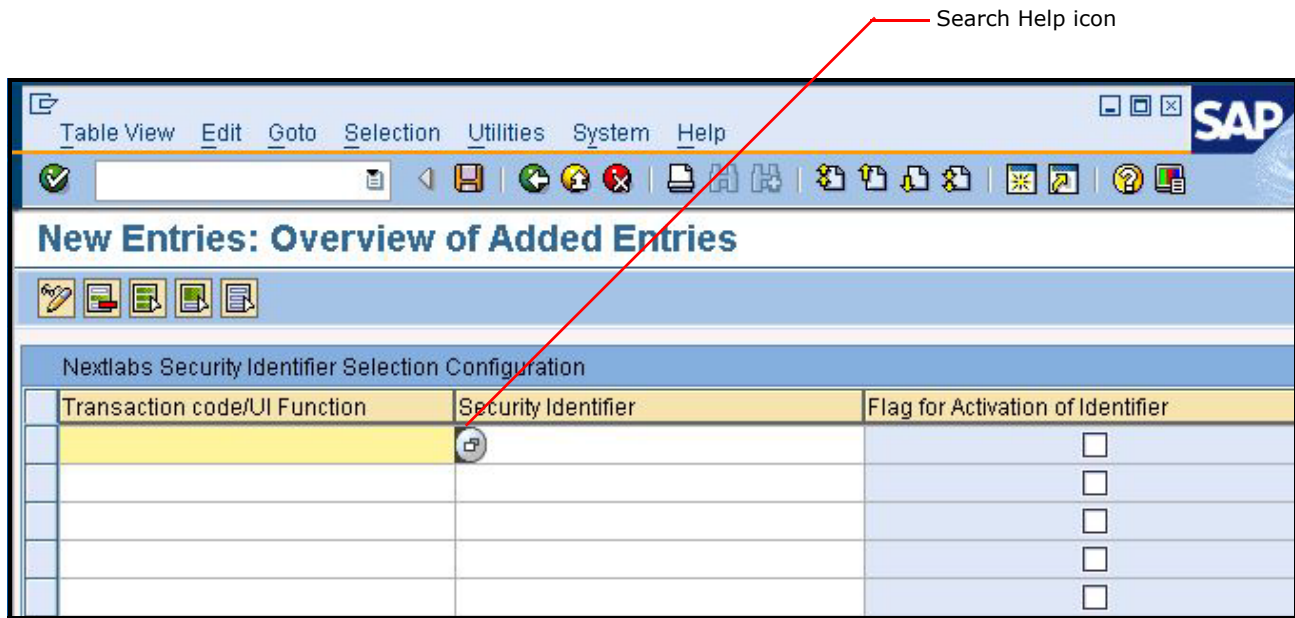 Search Help icon
Table View Edit Goto Selection Utilities System Help
SAP
New Entries: Overview of Added Entries
Nextlabs Security Identifier Selection Configuration
Transaction code/UI Function Security Identifier Flag for Activation of Identifier